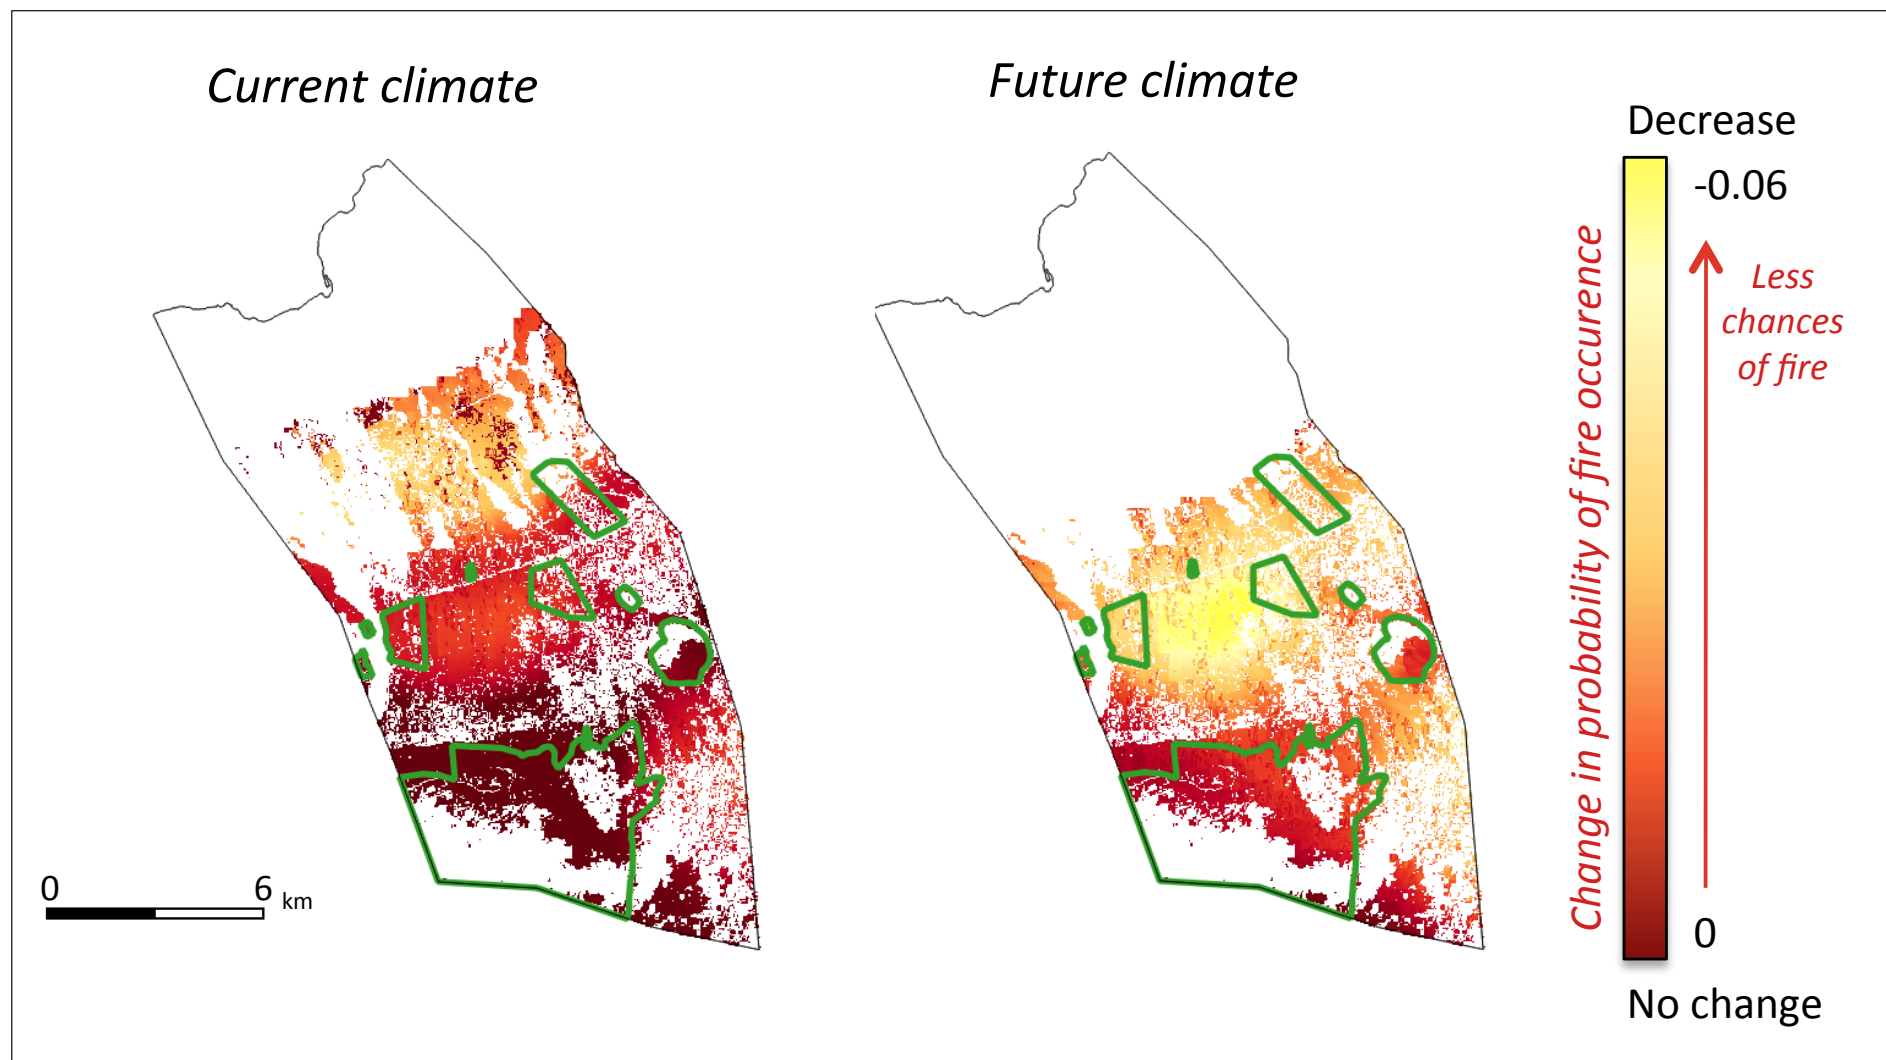 Current climate
Future climate
Decrease
-0.06
Less
chances
of fire
Change in probability of fire occurence
0
No change
0 6 km